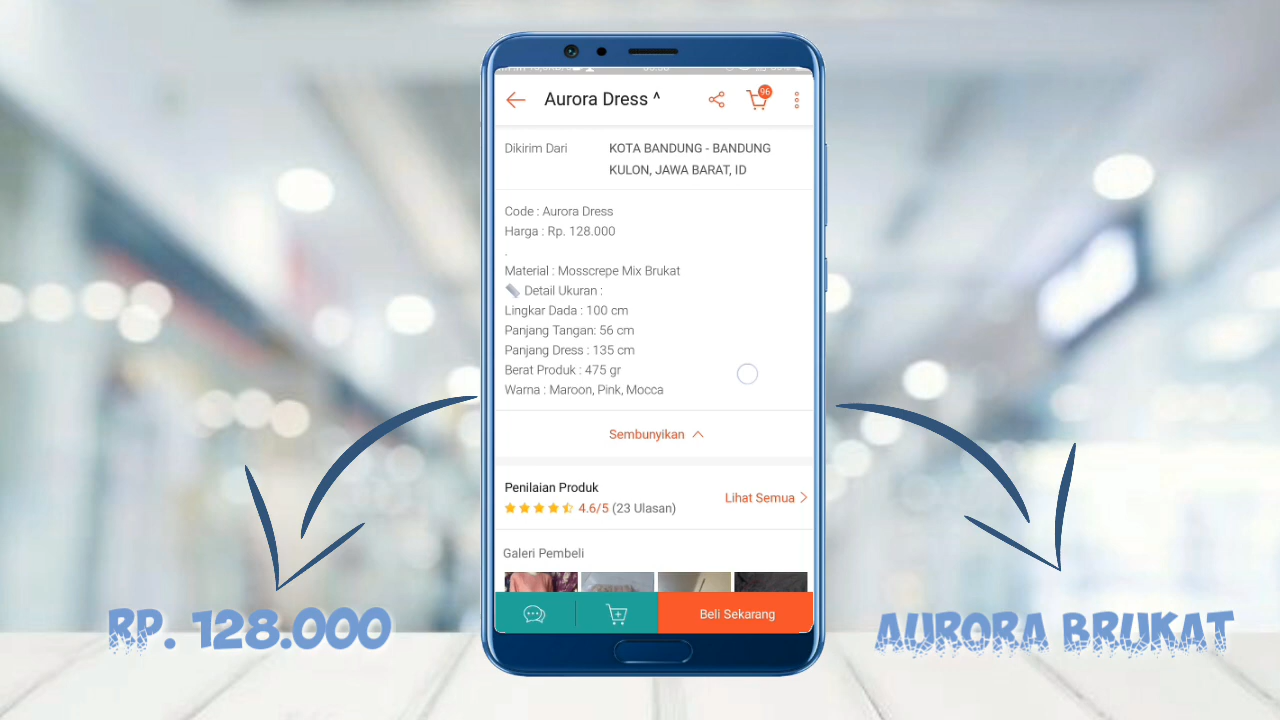 Aurora Dress ^
96
Dikirim Dari
KOTA BANDUNG - BANDUNG
KULON, JAWA BARAT, ID
Code : Aurora Dress
Harga : Rp. 128.000
.
Material : Mosscrepe Mix Brukat
Detail Ukuran :
Lingkar Dada : 100 cm
Panjang Tangan: 56 cm
Panjang Dress : 135 cm
Berat Produk : 475 gr
Warna : Maroon, Pink, Mocca
Sembunyikan
Penilaian Produk
Lihat Semua
4.6/5 (23 Ulasan)
Galeri Pembeli
Beli Sekarang
RP. 128.000
AURORA BRUKAT